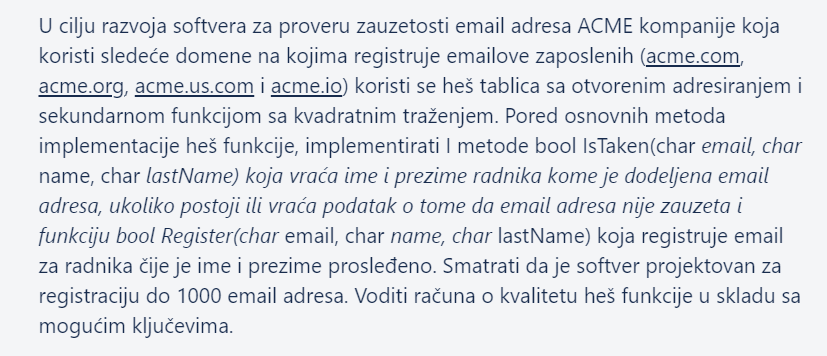 U cilju razvoja softvera za proveru zauzetosti email adresa ACME kompanije koja
koristi sledeće domene na kojima registruje emailove zaposlenih (acme.com,
acme.org, acme.us.com i acme.io) koristi se heš tablica sa otvorenim adresiranjem i
sekundarnom funkcijom sa kvadratnim traženjem. Pored osnovnih metoda
implementacije heš funkcije, implementirati I metode bool IsTaken(char email, char
name, char lastName) koja vraća ime i prezime radnika kome je dodeljena email
adresa, ukoliko postoji ili vraća podatak o tome da email adresa nije zauzeta i
funkciju bool Register(char email, char name, char lastName) koja registruje email
za radnika čije je ime i prezime prosleđeno. Smatrati da je softver projektovan za
registraciju do 1000 email adresa. Voditi računa o kvalitetu heš funkcije u skladu sa
mogućim ključevima.